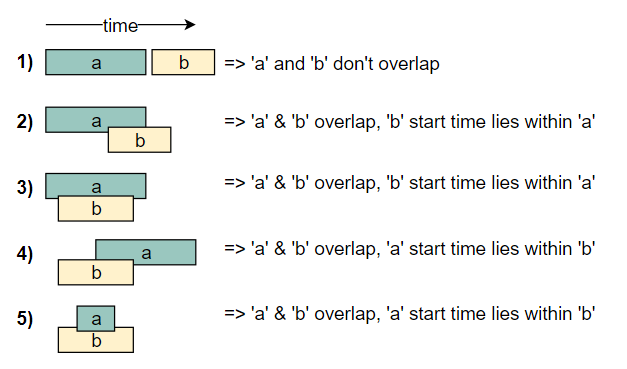 time
1) a b => 'a' and 'b' don't overlap
2) a => 'a' & 'b' overlap, 'b' start time lies within 'a'
b
3) a => 'a' & 'b' overlap, 'b' start time lies within 'a'
b
4) a => 'a' & 'b' overlap, 'a' start time lies within 'b'
b
5) a => 'a' & 'b' overlap, 'a' start time lies within 'b'
b